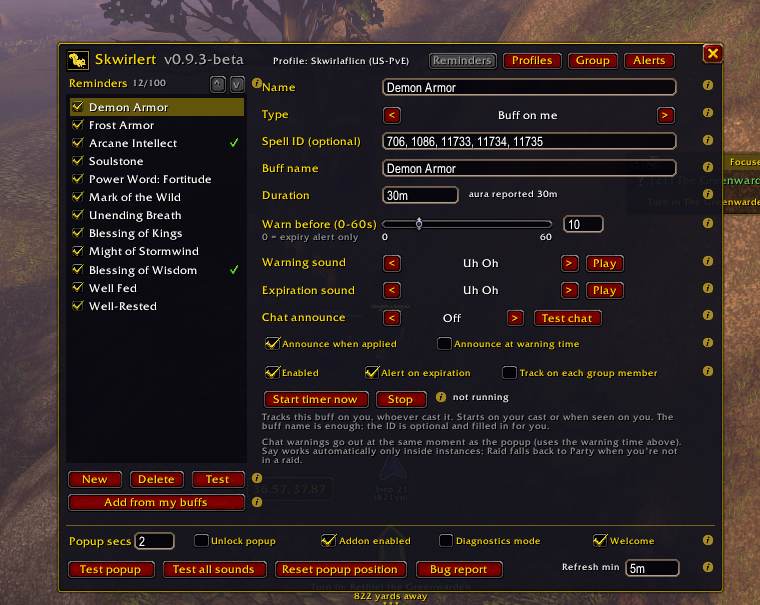 Skwirlert v0.9.3-beta Profile: Skwirlaflicn (US-PvE) Reminders Profiles Group Alerts
Reminders 12/100
Demon Armor
Frost Armor
Arcane Intellect
Soulstone
Power Word: Fortitude
Mark of the Wild
Unending Breath
Blessing of Kings
Might of Stormwind
Blessing of Wisdom
Well Fed
Well-Rested
New Delete Test
Add from my buffs
Name Demon Armor
Type < Buff on me >
Spell ID (optional) 706, 1086, 11733, 11734, 11735
Buff name Demon Armor
Duration 30m aura reported 30m
Warn before (0-60s) 10
0 = expiry alert only 0 60
Warning sound < Uh Oh > Play
Expiration sound < Uh Oh > Play
Chat announce < Off > Test chat
Announce when applied Announce at warning time
Enabled Alert on expiration Track on each group member
Start timer now Stop not running
Tracks this buff on you, whoever cast it. Starts on your cast or when seen on you. The
buff name is enough; the ID is optional and filled in for you.
Chat warnings go out at the same moment as the popup (uses the warning time above).
Say works automatically only inside instances; Raid falls back to Party when you're not
in a raid.
Popup secs 2 Unlock popup Addon enabled Diagnostics mode Welcome
Test popup Test all sounds Reset popup position Bug report Refresh min 5m
Focuse
822 yards away